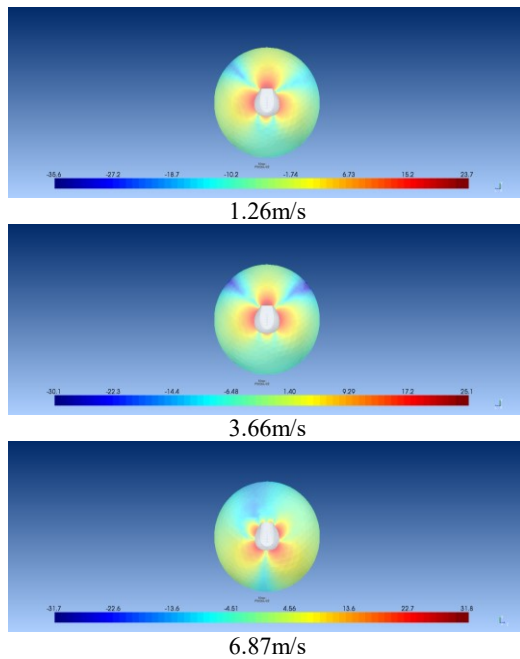 -35.6 -27.2 -18.7 -10.2 -1.74 6.73 15.2 23.7
1.26m/s
-30.1 -22.3 -14.4 -6.48 1.40 9.29 17.2 25.1
3.66m/s
-31.7 -22.6 -13.6 -4.51 4.56 13.6 22.7 31.8
6.87m/s